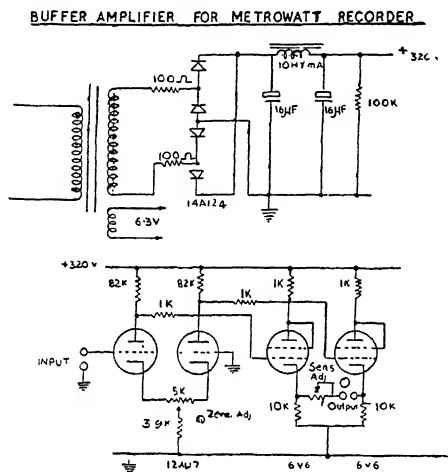 BUFFER AMPLIFIER FOR METROWATT RECORDER
+ 320v
10HY mA
100Ω
16µF
16µF
100K
100Ω
14A124
6·3V
+320v
82K
82K
1K
1K
1K
1K
INPUT
5K
3·9K
Zero. Adj
Sens Adj
Output
10K
10K
12AU7
6V6
6V6